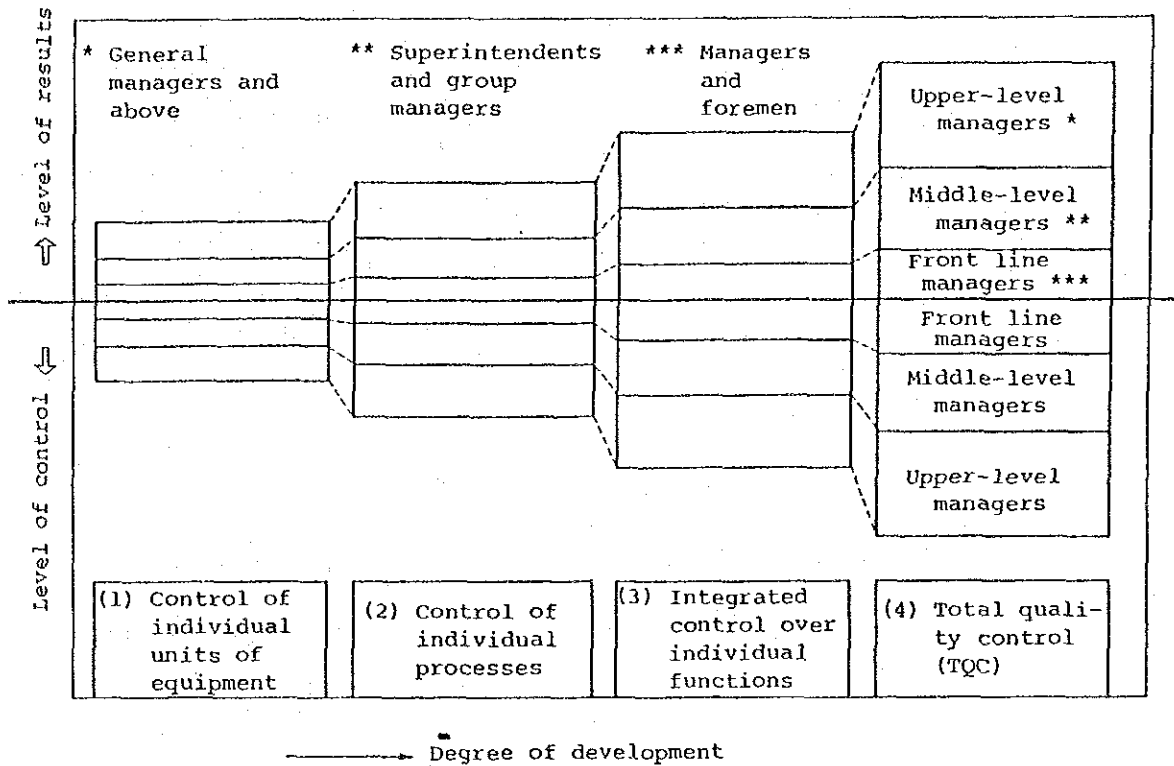 * General
managers and
above
** Superintendents
and group
managers
*** Managers
and
foremen
Level of results
Level of control
Upper-level
managers *
Middle-level
managers **
Front line
managers ***
Front line
managers
Middle-level
managers
Upper-level
managers
(1) Control of
individual
units of
equipment
(2) Control of
individual
processes
(3) Integrated
control over
individual
functions
(4) Total quali-
ty control
(TQC)
Degree of development